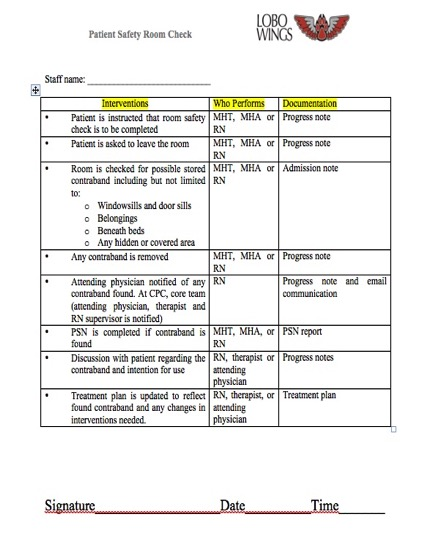 Patient Safety Room Check
LOBO
WINGS
Staff name: ____________________________
Interventions Who Performs Documentation
• Patient is instructed that room safety check is to be completed MHT, MHA or RN Progress note
• Patient is asked to leave the room MHT, MHA or RN Progress note
• Room is checked for possible stored contraband including but not limited to: MHT, MHA or RN Admission note
o Windowsills and door sills
o Belongings
o Beneath beds
o Any hidden or covered area
• Any contraband is removed MHT, MHA or RN Progress note
• Attending physician notified of any contraband found. At CPC, core team (attending physician, therapist and RN supervisor is notified) RN Progress note and email communication
• PSN is completed if contraband is found MHT, MHA, or RN PSN report
• Discussion with patient regarding the contraband and intention for use RN, therapist or attending physician Progress notes
• Treatment plan is updated to reflect found contraband and any changes in interventions needed. RN, therapist, or attending physician Treatment plan
Signature________________Date____________Time_______